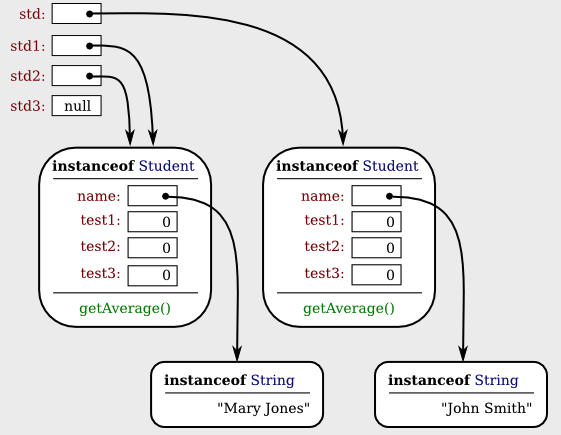 std:
std1:
std2:
std3: null
instanceof Student
name:
test1: 0
test2: 0
test3: 0
getAverage()
instanceof Student
name:
test1: 0
test2: 0
test3: 0
getAverage()
instanceof String
"Mary Jones"
instanceof String
"John Smith"